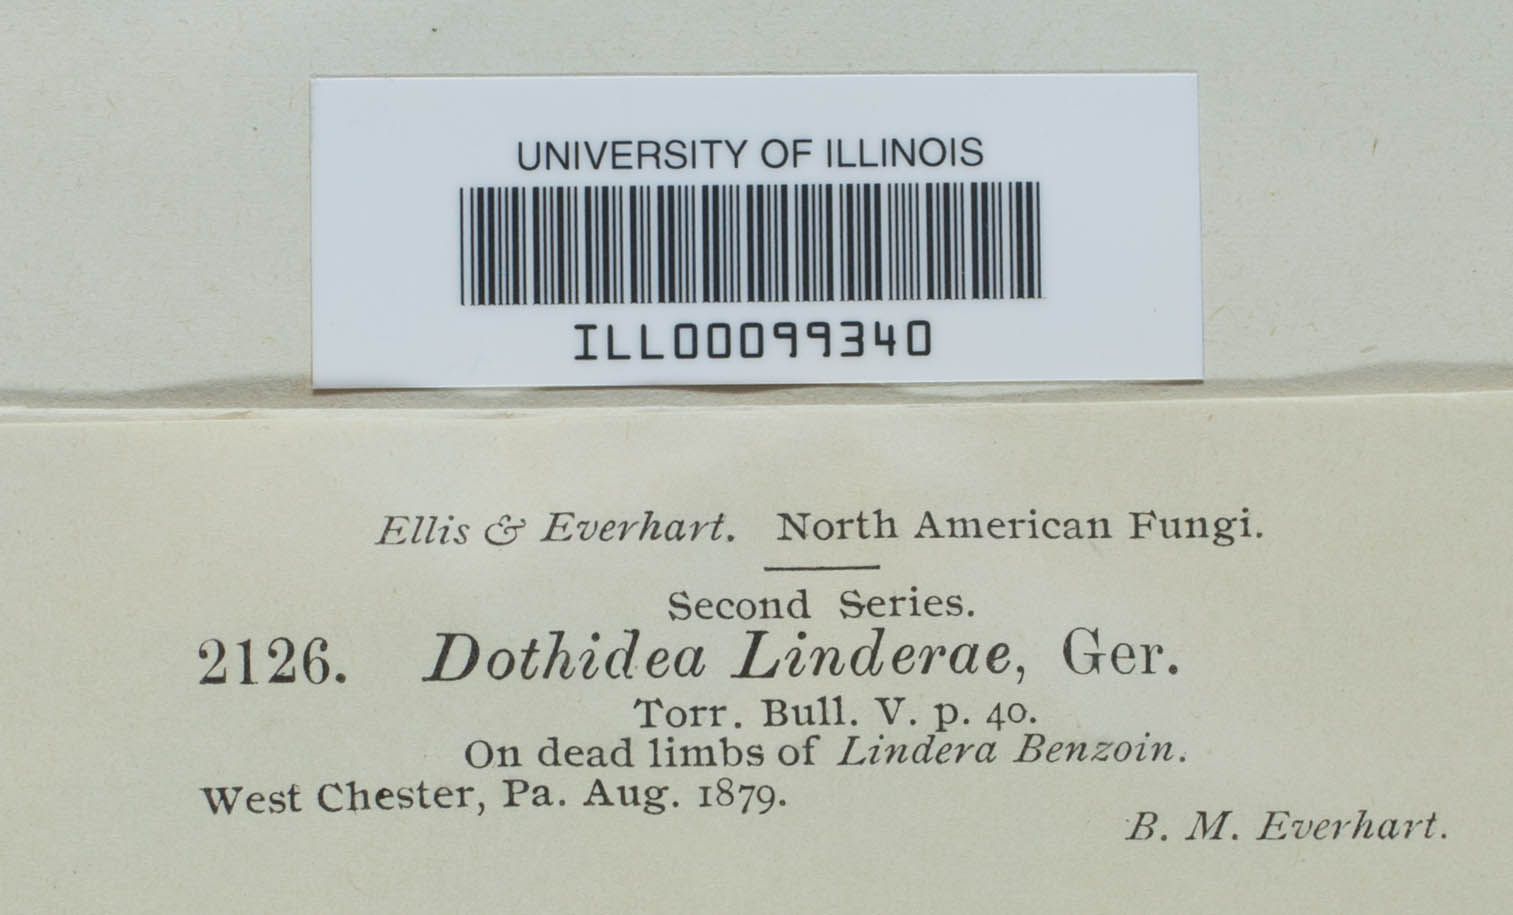 UNIVERSITY OF ILLINOIS
ILL00099340
Ellis & Everhart. North American Fungi.
Second Series.
2126. Dothidea Linderae, Ger.
Torr. Bull. V. p. 40.
On dead limbs of Lindera Benzoin.
West Chester, Pa. Aug. 1879.
B. M. Everhart.